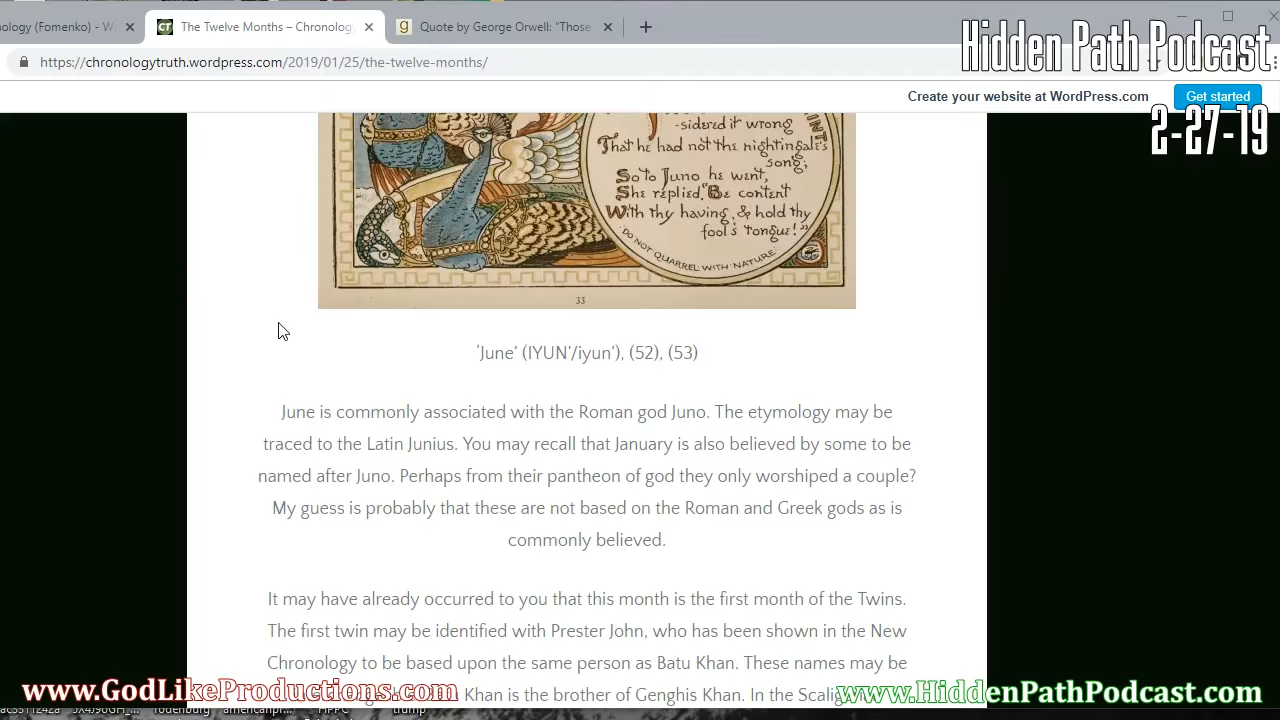 nology (Fomenko) - W
The Twelve Months – Chronolog
Quote by George Orwell: “Those
Hidden Path Podcast
https://chronologytruth.wordpress.com/2019/01/25/the-twelve-months/
Create your website at WordPress.com
Get started
2-27-19
-sidered it wrong
That he had not the nightingale's
song;
So to Juno he went,
She replied, "Be content
With thy having, & hold thy
fool's tongue!"
·DO NOT QUARREL WITH NATURE·
33
‘June’ (IYUN’/iyun’), (52), (53)
June is commonly associated with the Roman god Juno. The etymology may be
traced to the Latin Junius. You may recall that January is also believed by some to be
named after Juno. Perhaps from their pantheon of god they only worshiped a couple?
My guess is probably that these are not based on the Roman and Greek gods as is
commonly believed.
It may have already occurred to you that this month is the first month of the Twins.
The first twin may be identified with Prester John, who has been shown in the New
Chronology to be based upon the same person as Batu Khan. These names may be
Khan is the brother of Genghis Khan. In the Scalig
www.GodLikeProductions.com
www.HiddenPathPodcast.com